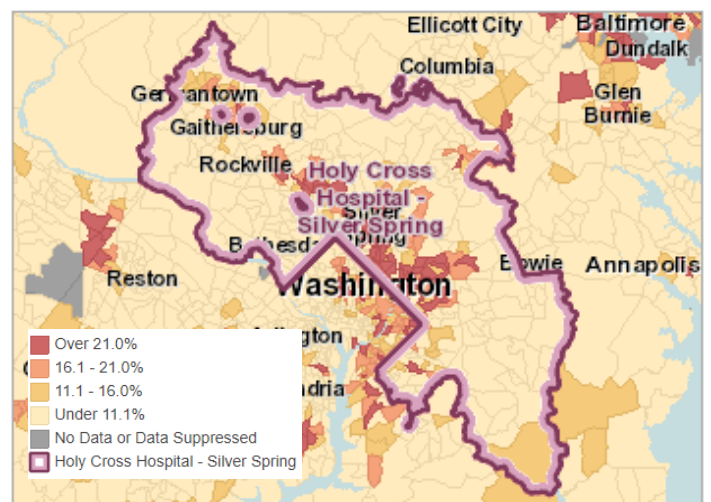 Ellicott City
Baltimore
Dundalk
Columbia
Germantown
Glen
Burnie
Gaithersburg
Rockville
Holy Cross
Hospital -
Silver Spring
Silver
Spring
Bethesda
Bowie
Annapolis
Reston
Washington
Over 21.0%
16.1 - 21.0%
11.1 - 16.0%
Under 11.1%
No Data or Data Suppressed
Holy Cross Hospital - Silver Spring
ington
dria